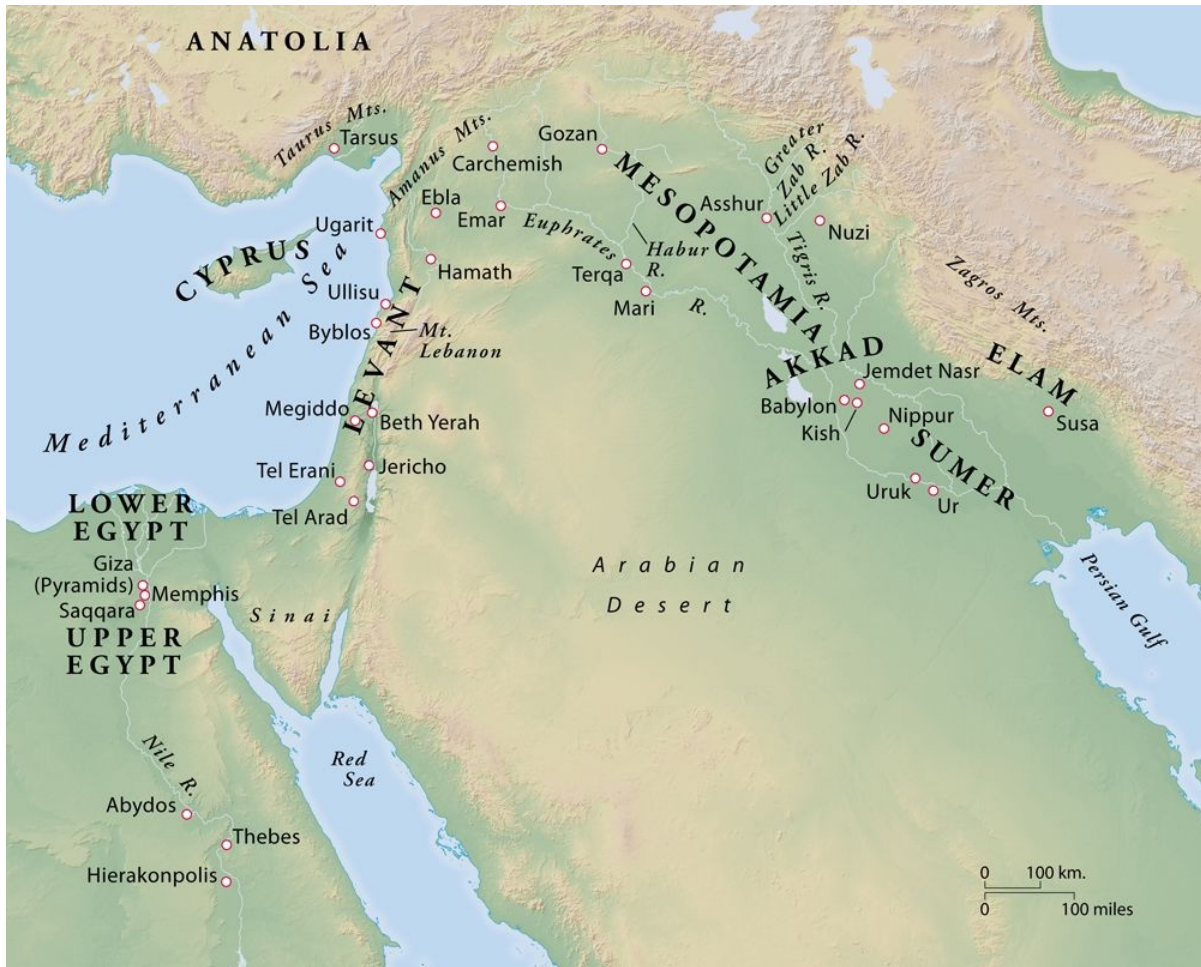 ANATOLIA
Taurus Mts.
Tarsus
Amanus Mts.
Carchemish
Gozan
MESOPOTAMIA
Greater
Zab R.
Little Zab R.
Asshur
Nuzi
Ebla
Emar
Euphrates
R.
Habur
R.
Tigris R.
Ugarit
CYPRUS
Hamath
Terqa
Mari
Zagros Mts.
Ullisu
Byblos
Mt.
Lebanon
LEVANT
Mediterranean Sea
AKKAD
ELAM
Jemdet Nasr
Babylon
Kish
Nippur
Susa
SUMER
Megiddo
Beth Yerah
Tel Erani
Jericho
Tel Arad
Uruk
Ur
LOWER
EGYPT
Giza
(Pyramids)
Memphis
Saqqara
UPPER
EGYPT
Sinai
Arabian
Desert
Persian Gulf
Nile R.
Red
Sea
Abydos
Thebes
Hierakonpolis
0 100 km.
0 100 miles